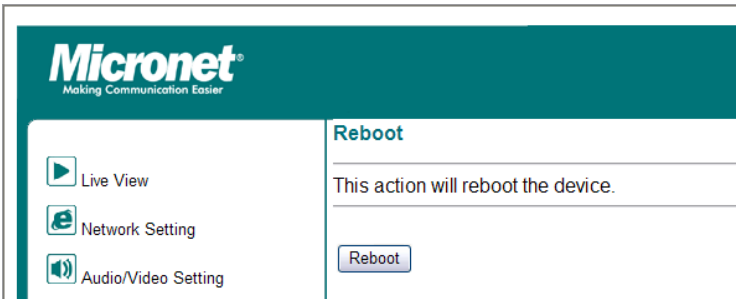 Micronet®
Making Communication Easier
Live View
Network Setting
Audio/Video Setting
Reboot
This action will reboot the device.
Reboot